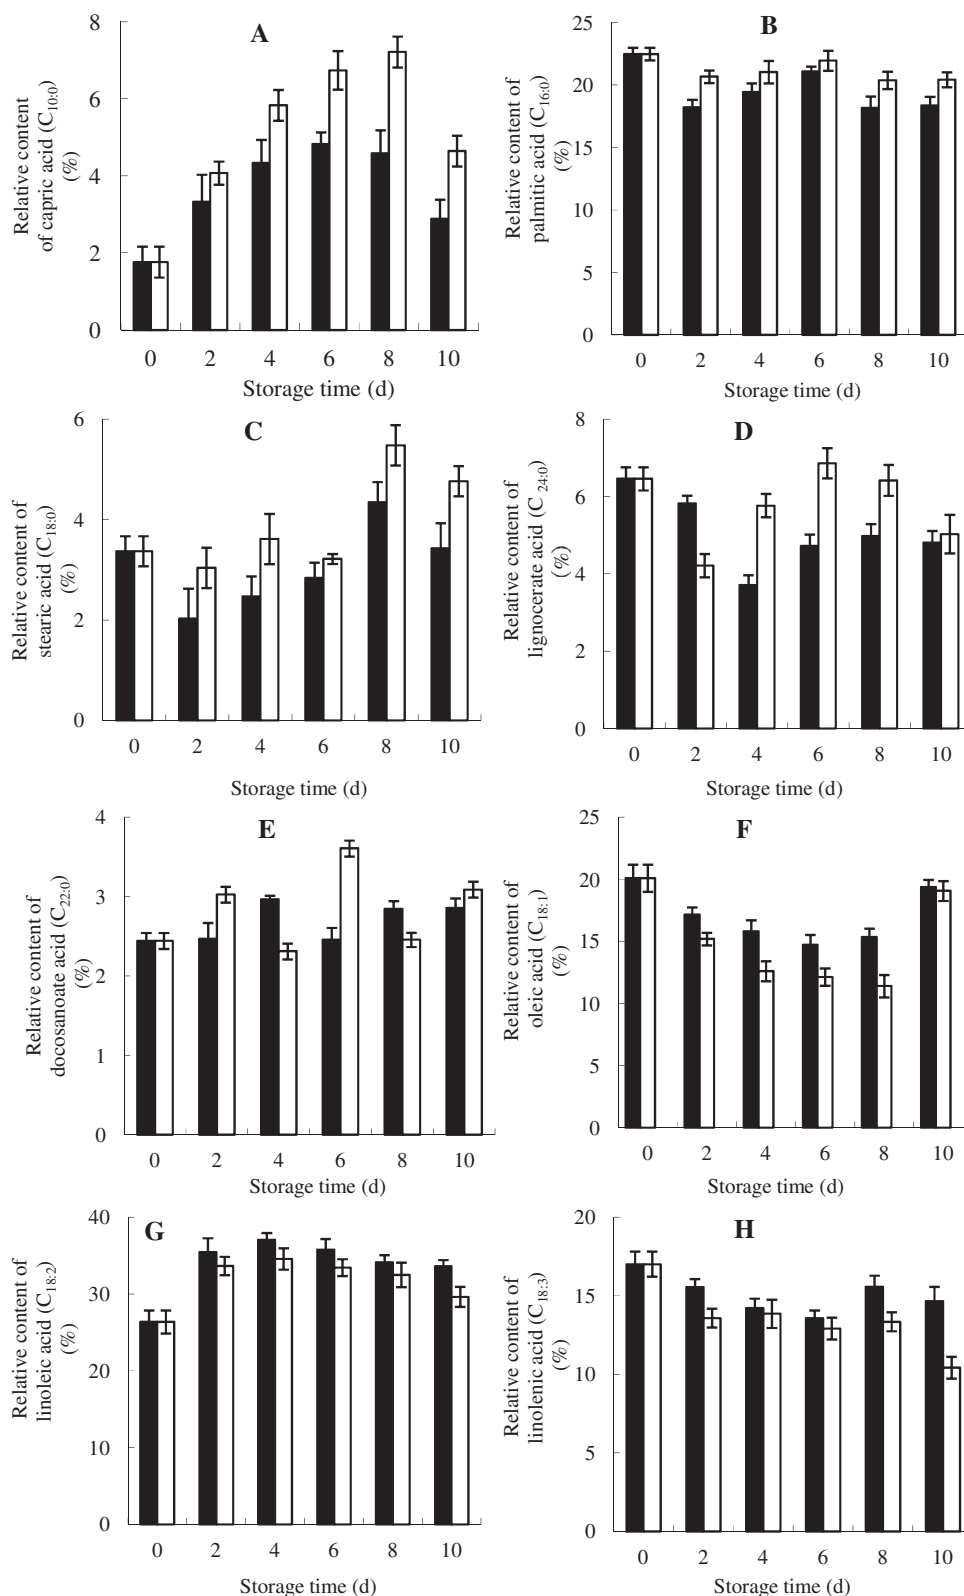 A
Relative content
of capric acid (C10:0)
(%)
8
6
4
2
0
0 2 4 6 8 10
Storage time (d)
B
Relative content of
palmitic acid (C16:0)
(%)
25
20
15
10
5
0
0 2 4 6 8 10
Storage time (d)
C
Relative content of
stearic acid (C18:0)
(%)
6
4
2
0
0 2 4 6 8 10
Storage time (d)
D
Relative content of
lignocerate acid (C 24:0)
(%)
8
6
4
2
0
0 2 4 6 8 10
Storage time (d)
E
Relative content of
docosanoate acid (C22:0)
(%)
4
3
2
1
0
0 2 4 6 8 10
Storage time (d)
F
Relative content of
oleic acid (C18:1)
(%)
25
20
15
10
5
0
0 2 4 6 8 10
Storage time (d)
G
Relative content of
linoleic acid (C18:2)
(%)
40
30
20
10
0
0 2 4 6 8 10
Storage time (d)
H
Relative content of
linolenic acid (C18:3)
(%)
20
15
10
5
0
0 2 4 6 8 10
Storage time (d)